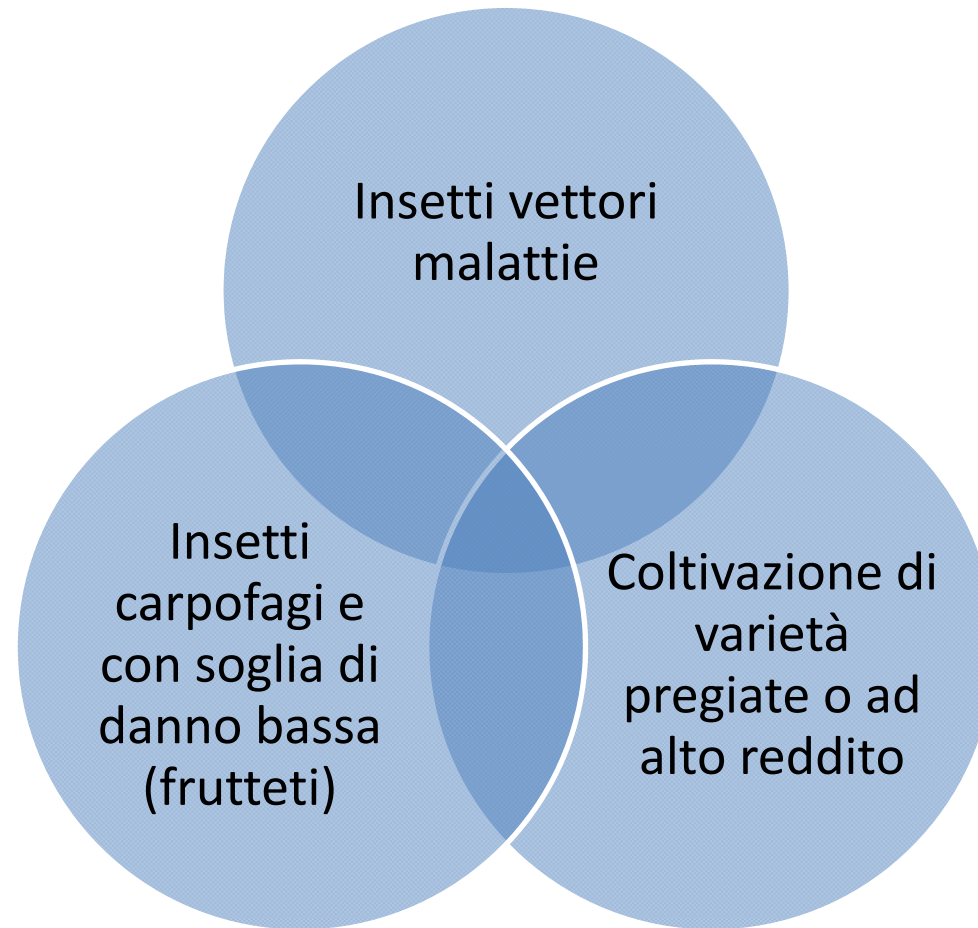 Insetti vettori
malattie
Insetti
carpofagi e
con soglia di
danno bassa
(frutteti)
Coltivazione di
varietà
pregiate o ad
alto reddito